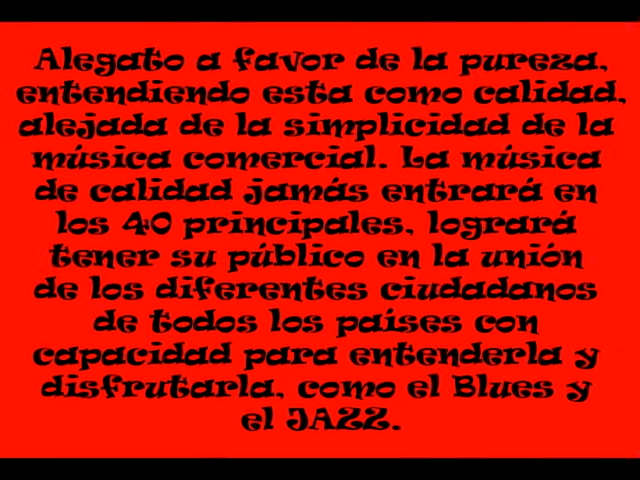 Alegato a favor de la pureza,
entendiendo esta como calidad,
alejada de la simplicidad de la
música comercial. La música
de calidad jamás entrará en
los 40 principales, logrará
tener su público en la unión
de los diferentes ciudadanos
de todos los países con
capacidad para entenderla y
disfrutarla, como el Blues y
el JAZZ.